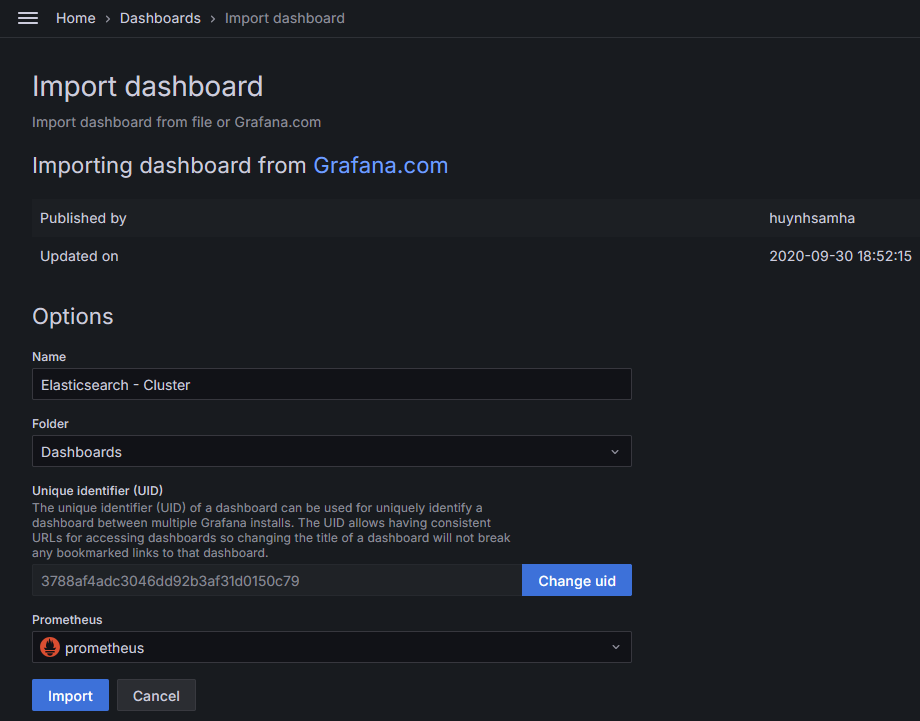 Home › Dashboards › Import dashboard
Import dashboard
Import dashboard from file or Grafana.com
Importing dashboard from Grafana.com
Published by huynhsamha
Updated on 2020-09-30 18:52:15
Options
Name
Elasticsearch - Cluster
Folder
Dashboards
Unique identifier (UID)
The unique identifier (UID) of a dashboard can be used for uniquely identify a
dashboard between multiple Grafana installs. The UID allows having consistent
URLs for accessing dashboards so changing the title of a dashboard will not break
any bookmarked links to that dashboard.
3788af4adc3046dd92b3af31d0150c79 Change uid
Prometheus
prometheus
Import Cancel